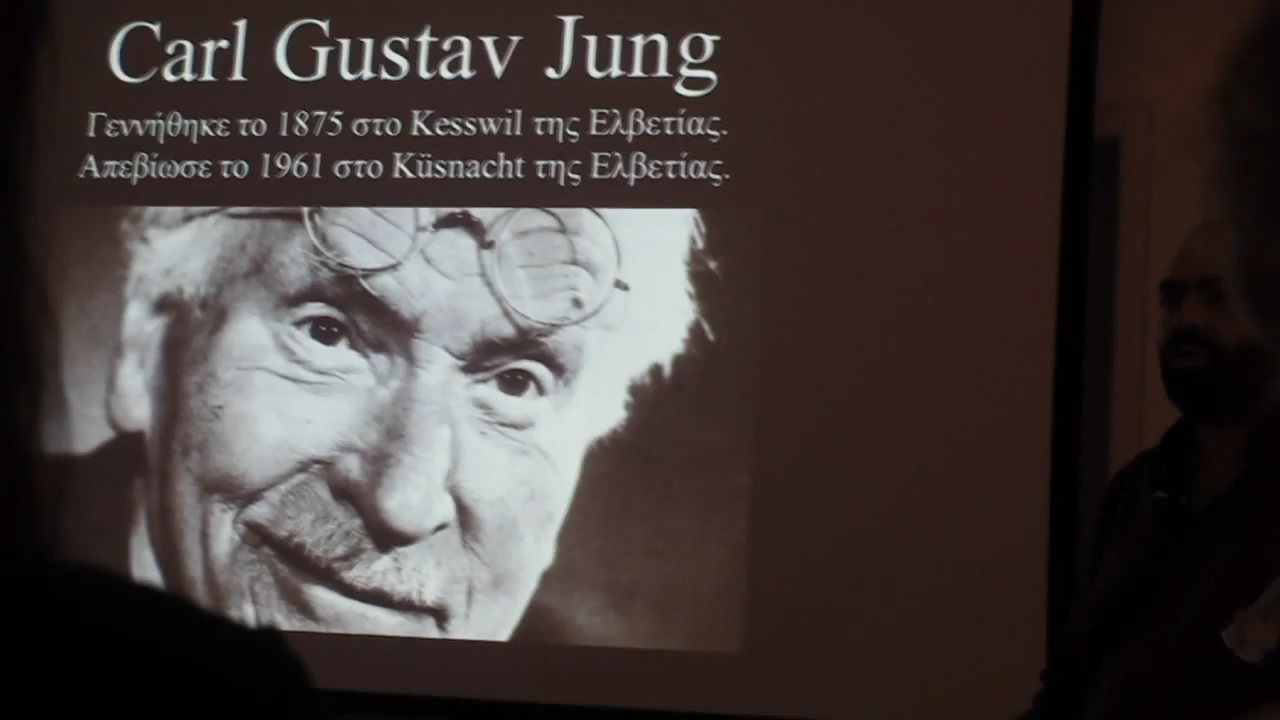 Carl Gustav Jung
Γεννήθηκε το 1875 στο Kesswil της Ελβετίας.
Απεβίωσε το 1961 στο Küsnacht της Ελβετίας.